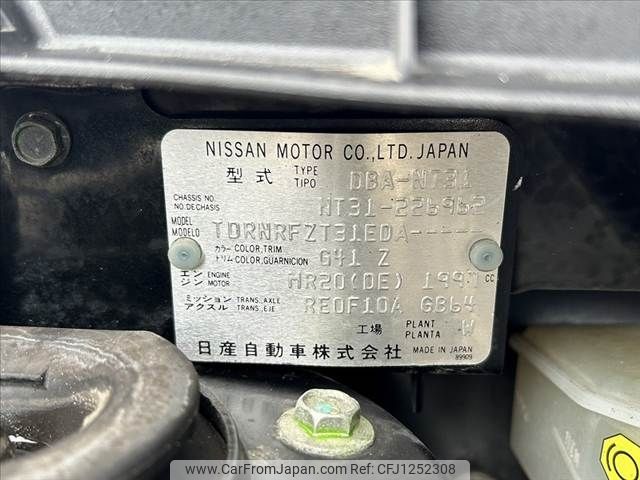 NISSAN MOTOR CO.,LTD. JAPAN
型式 TYPE TIPO DBA-NT31
CHASSIS NO. NO.DE CHASIS NT31-226962
MODEL MODELO TDRNRFZT31EDA-----
カラー トリム COLOR,TRIM COLOR,GUARNICION G41 Z
エンジン ENGINE MOTOR MR20(DE) 1997 cc
ミッション アクスル TRANS.AXLE TRANS.EJE RE0F10A GB64
工場 PLANT PLANTA W
日産自動車株式会社 MADE IN JAPAN
89909
www.CarFromJapan.com - CFJ1252308